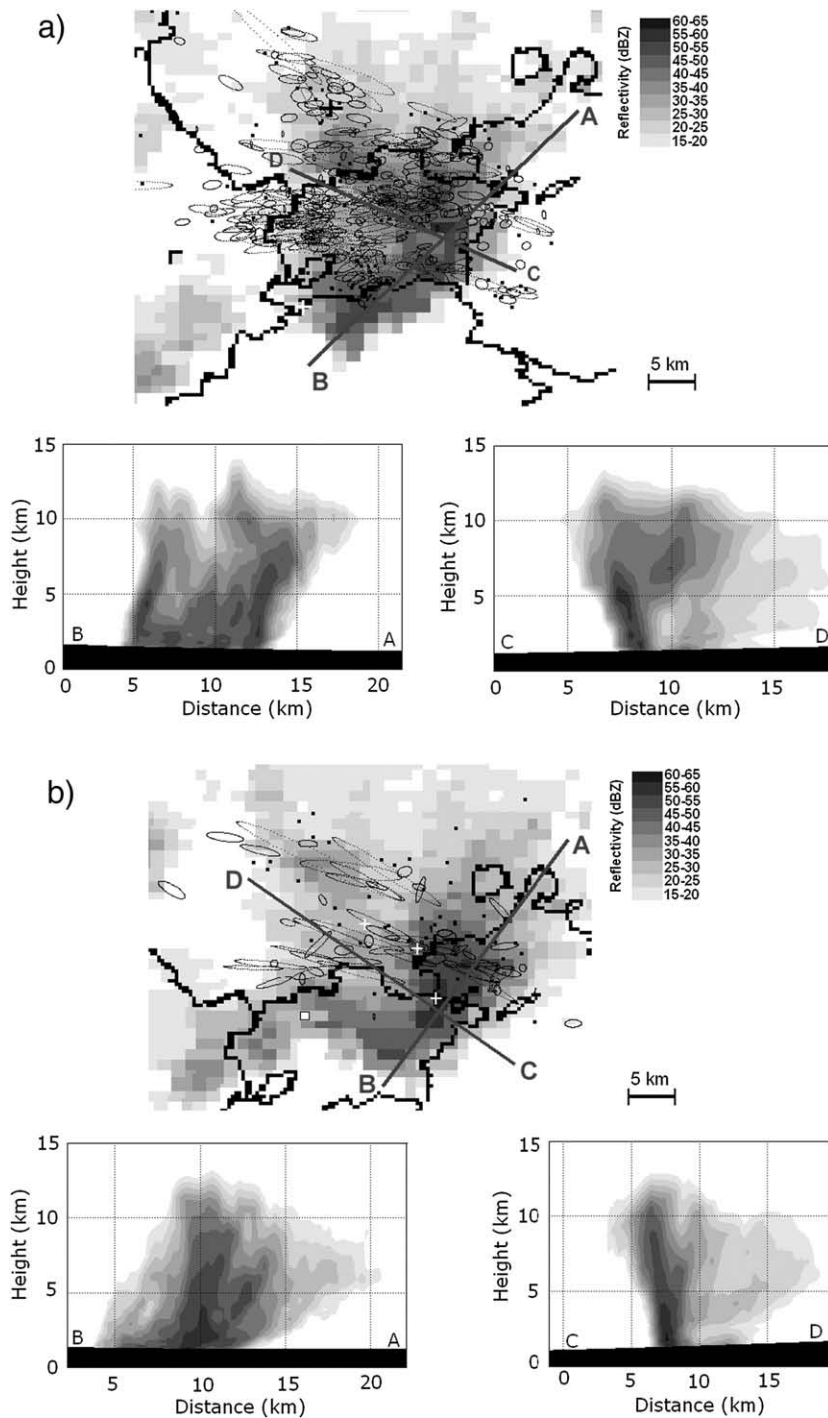 a)
Reflectivity (dBZ)
60-65
55-60
50-55
45-50
40-45
35-40
30-35
25-30
20-25
15-20
A
D
C
B
5 km
15
10
5
0
Height (km)
B
A
0
5
10
15
20
Distance (km)
15
10
5
0
Height (km)
C
D
0
5
10
15
Distance (km)
b)
Reflectivity (dBZ)
60-65
55-60
50-55
45-50
40-45
35-40
30-35
25-30
20-25
15-20
A
D
C
B
5 km
15
10
5
0
Height (km)
B
A
5
10
15
20
Distance (km)
15
10
5
0
Height (km)
C
D
0
5
10
15
Distance (km)